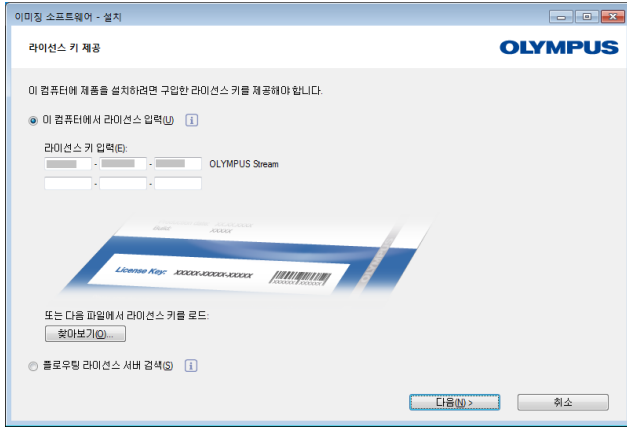 이미징 소프트웨어 - 설치
라이선스 키 제공
OLYMPUS
이 컴퓨터에 제품을 설치하려면 구입한 라이선스 키를 제공해야 합니다.
이 컴퓨터에서 라이선스 입력(U) i
라이선스 키 입력(E):
- - OLYMPUS Stream
- -
XXXXX
License Key: XXXXX-XXXXX-XXXXX
XXXXX XXXXX
또는 다음 파일에서 라이선스 키를 로드:
찾아보기(O)...
플로우팅 라이선스 서버 검색(S) i
다음(N) > 취소